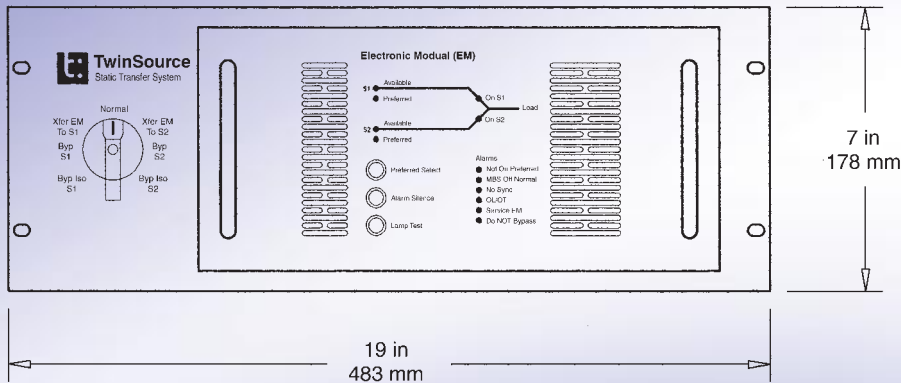 TwinSource
Static Transfer System
Normal
Xfer EM
To S1
Xfer EM
To S2
Byp
S1
Byp
S2
Byp Iso
S1
Byp Iso
S2
Electronic Modual (EM)
S1
Available
Preferred
On S1
Load
On S2
S2
Available
Preferred
Preferred Select
Alarm Silence
Lamp Test
Alarms
Not On Preferred
MBS Off Normal
No Sync
OL/OT
Service EM
Do NOT Bypass
7 in
178 mm
19 in
483 mm